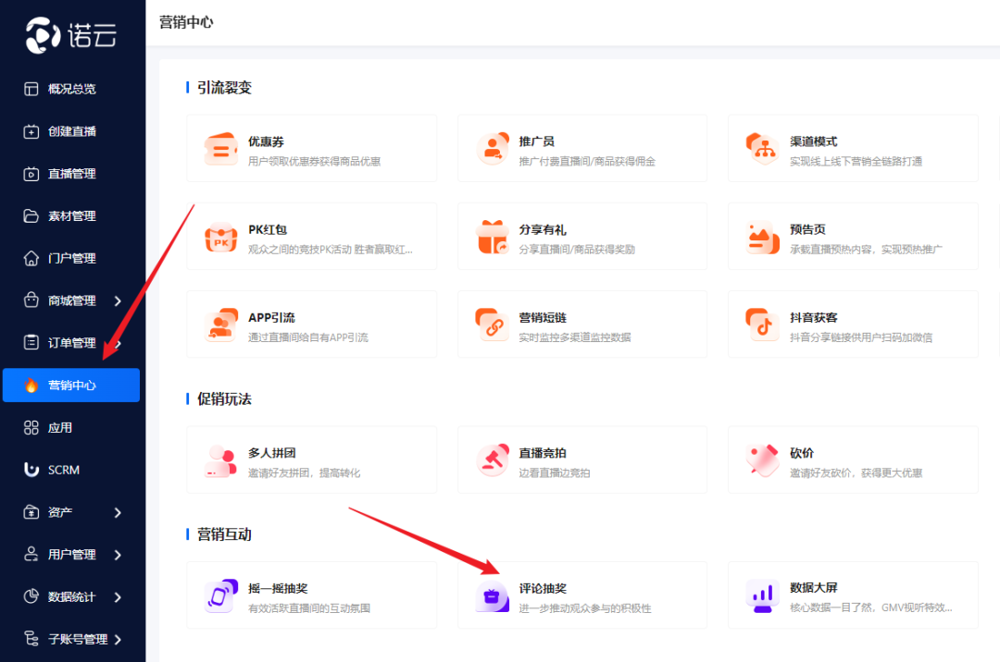 诺云
概况总览
创建直播
直播管理
素材管理
门户管理
商城管理
订单管理
营销中心
应用
SCRM
资产
用户管理
数据统计
子账号管理
营销中心
引流裂变
优惠券
用户领取优惠券获得商品优惠
推广员
推广付费直播间/商品获得佣金
渠道模式
实现线上线下营销全链路打通
PK红包
观众之间的竞技PK活动 胜者赢取红...
PK
分享有礼
分享直播间/商品获得奖励
预告页
承载直播预热内容，实现预热推广
APP引流
通过直播间给自有APP引流
营销短链
实时监控多渠道监控数据
抖音获客
抖音分享链接供用户扫码加微信
促销玩法
多人拼团
邀请好友拼团，提高转化
直播竞拍
边看直播边竞拍
砍价
邀请好友砍价，获得更大优惠
营销互动
摇一摇抽奖
有效活跃直播间的互动氛围
评论抽奖
进一步推动观众参与的积极性
数据大屏
核心数据一目了然，GMV视听特效...